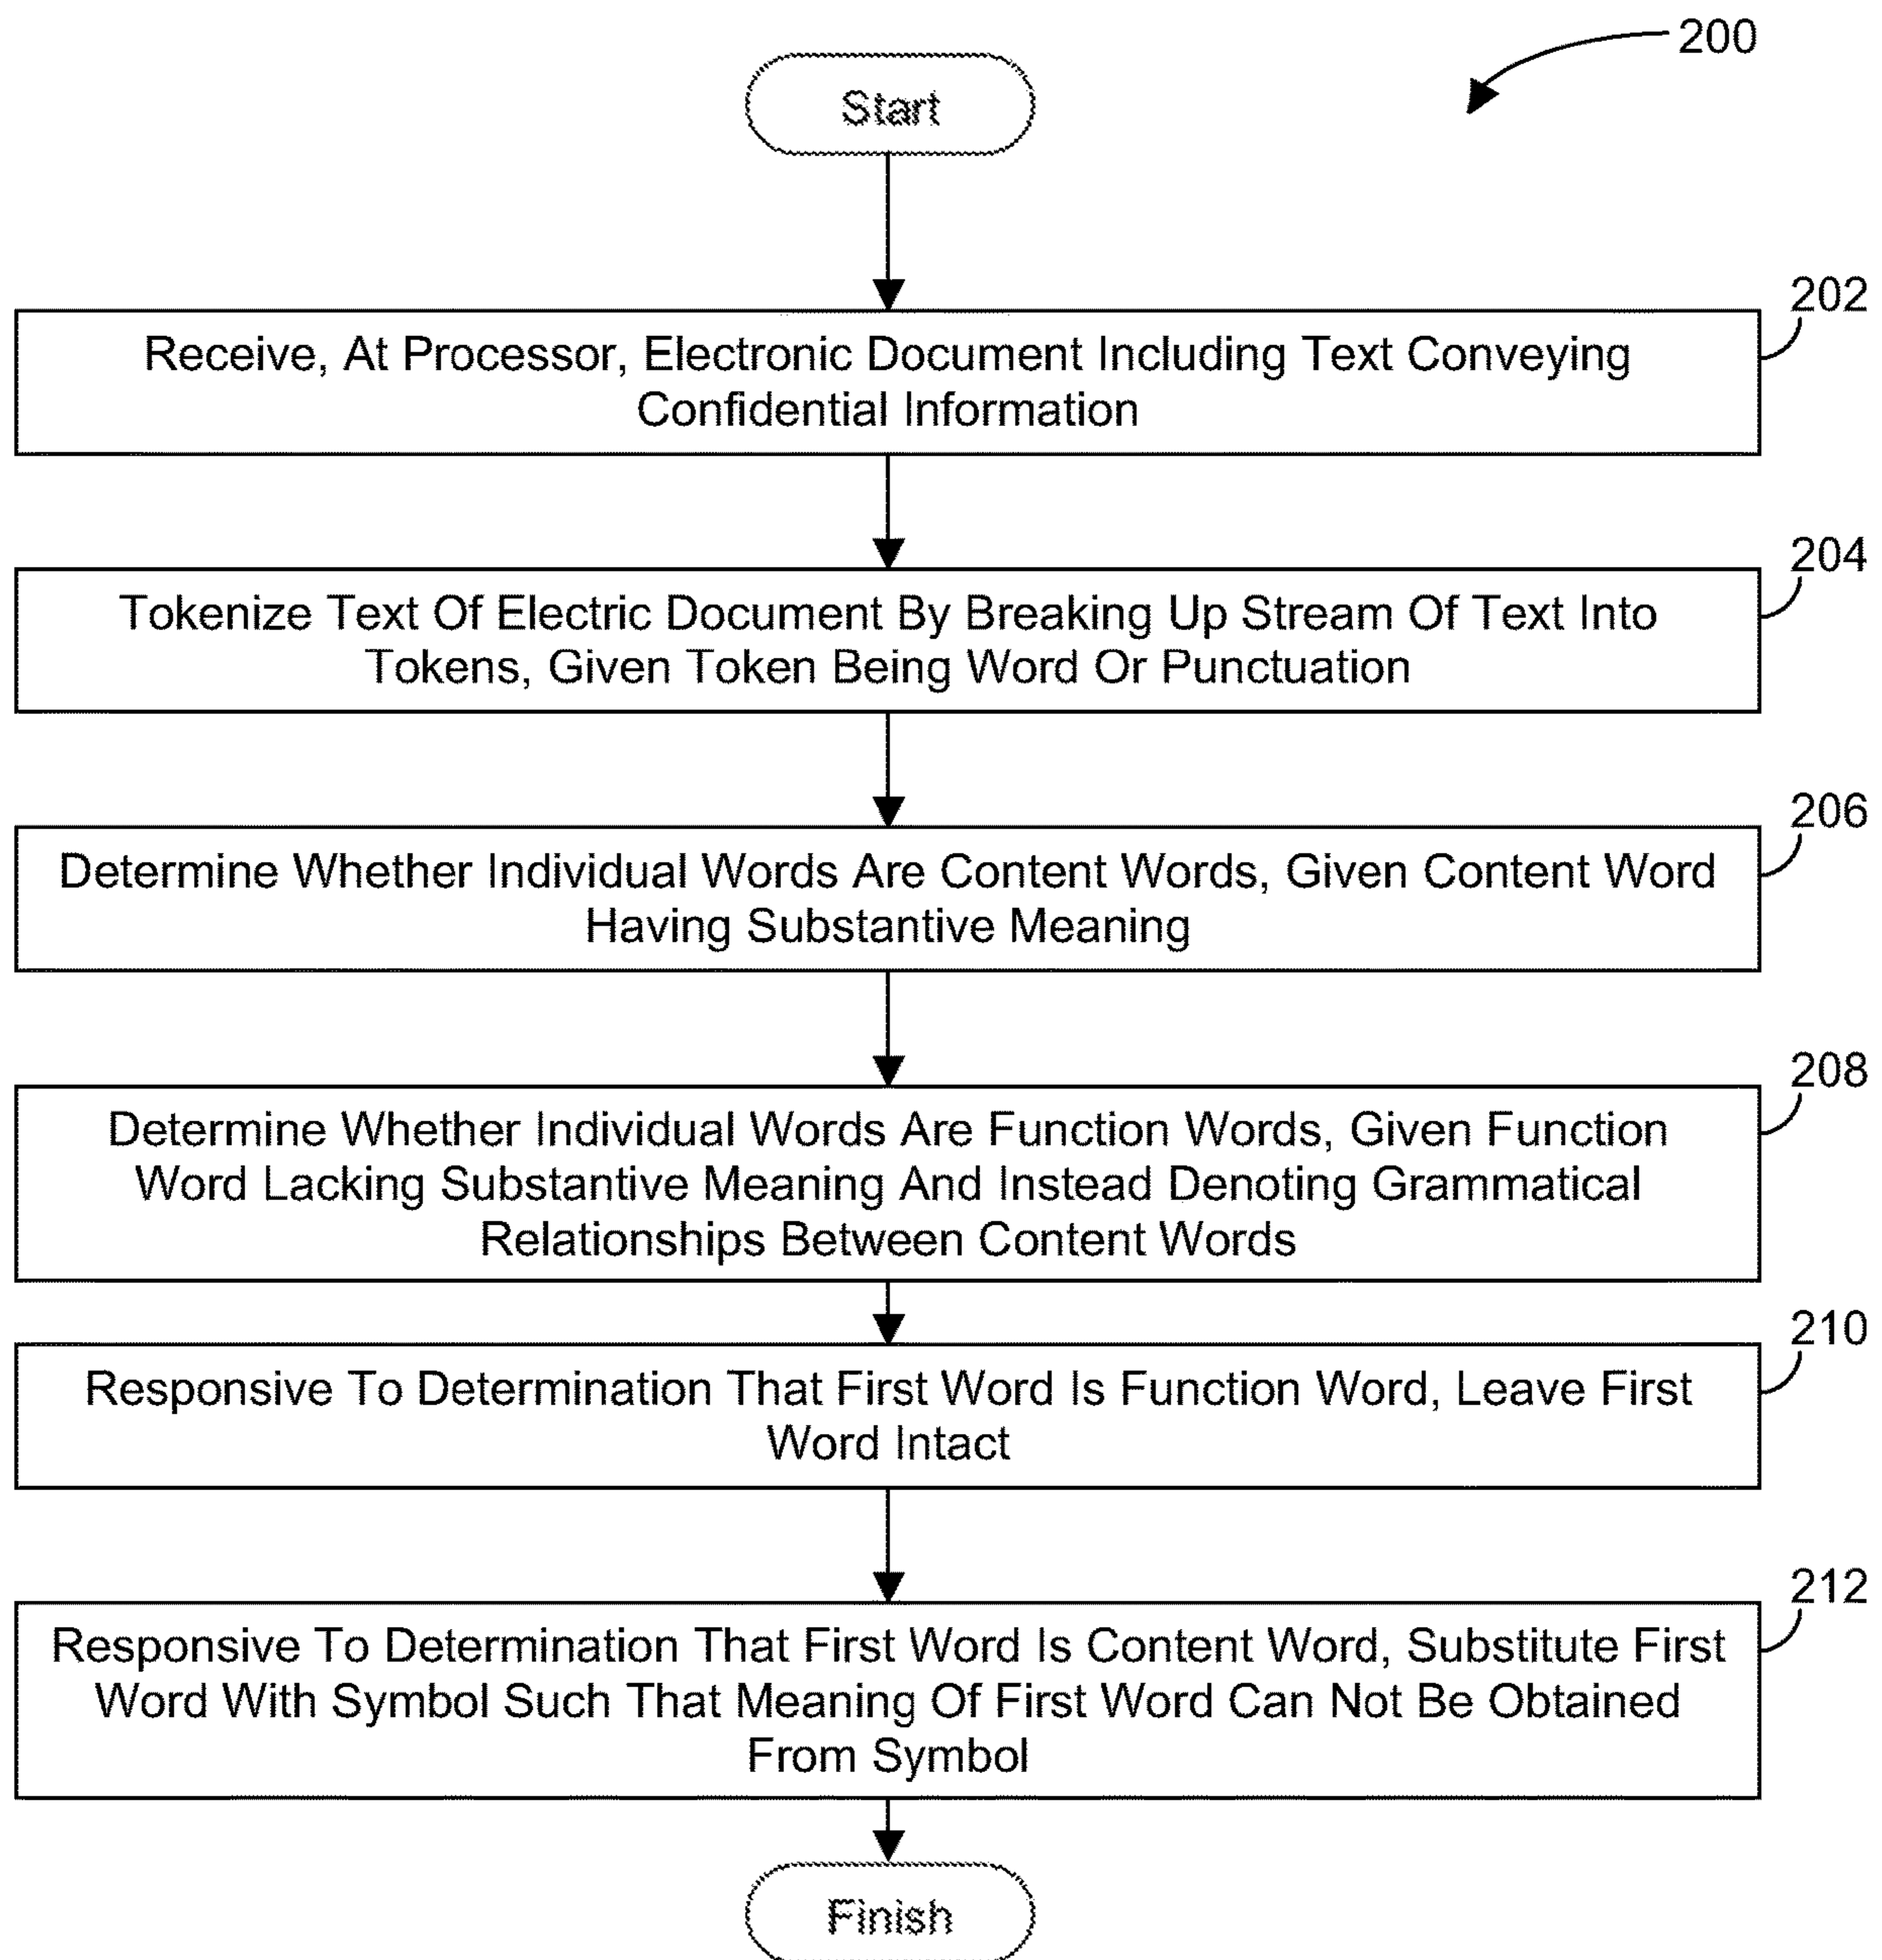 200
Start
202
Receive, At Processor, Electronic Document Including Text Conveying
Confidential Information
204
Tokenize Text Of Electric Document By Breaking Up Stream Of Text Into
Tokens, Given Token Being Word Or Punctuation
206
Determine Whether Individual Words Are Content Words, Given Content Word
Having Substantive Meaning
208
Determine Whether Individual Words Are Function Words, Given Function
Word Lacking Substantive Meaning And Instead Denoting Grammatical
Relationships Between Content Words
210
Responsive To Determination That First Word Is Function Word, Leave First
Word Intact
212
Responsive To Determination That First Word Is Content Word, Substitute First
Word With Symbol Such That Meaning Of First Word Can Not Be Obtained
From Symbol
Finish